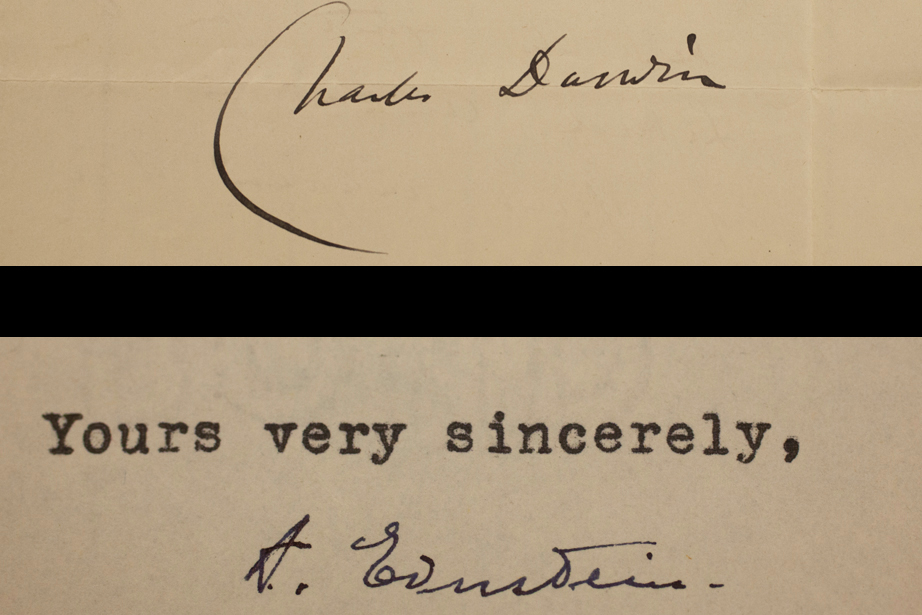 Charles Darwin
Yours very sincerely,
A. Einstein.